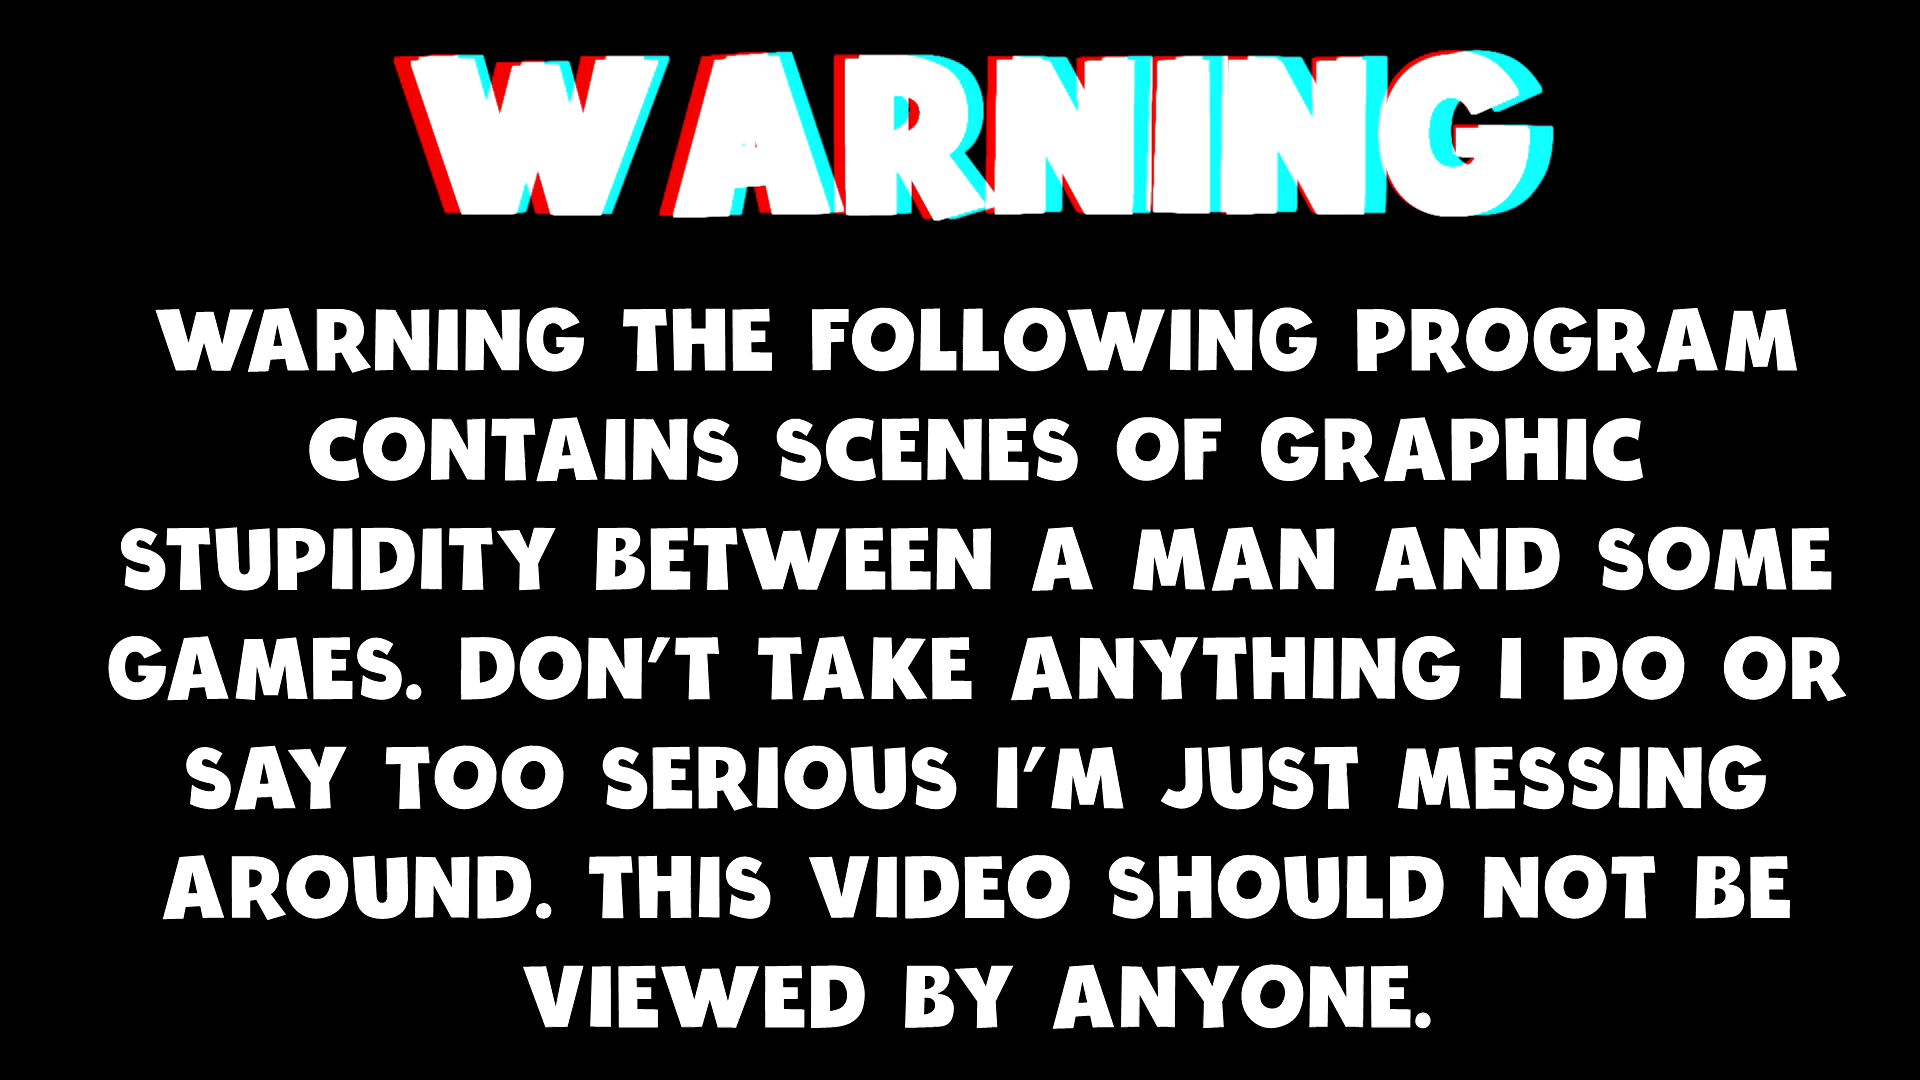 WARNING
WARNING THE FOLLOWING PROGRAM
CONTAINS SCENES OF GRAPHIC
STUPIDITY BETWEEN A MAN AND SOME
GAMES. DON'T TAKE ANYTHING I DO OR
SAY TOO SERIOUS I'M JUST MESSING
AROUND. THIS VIDEO SHOULD NOT BE
VIEWED BY ANYONE.